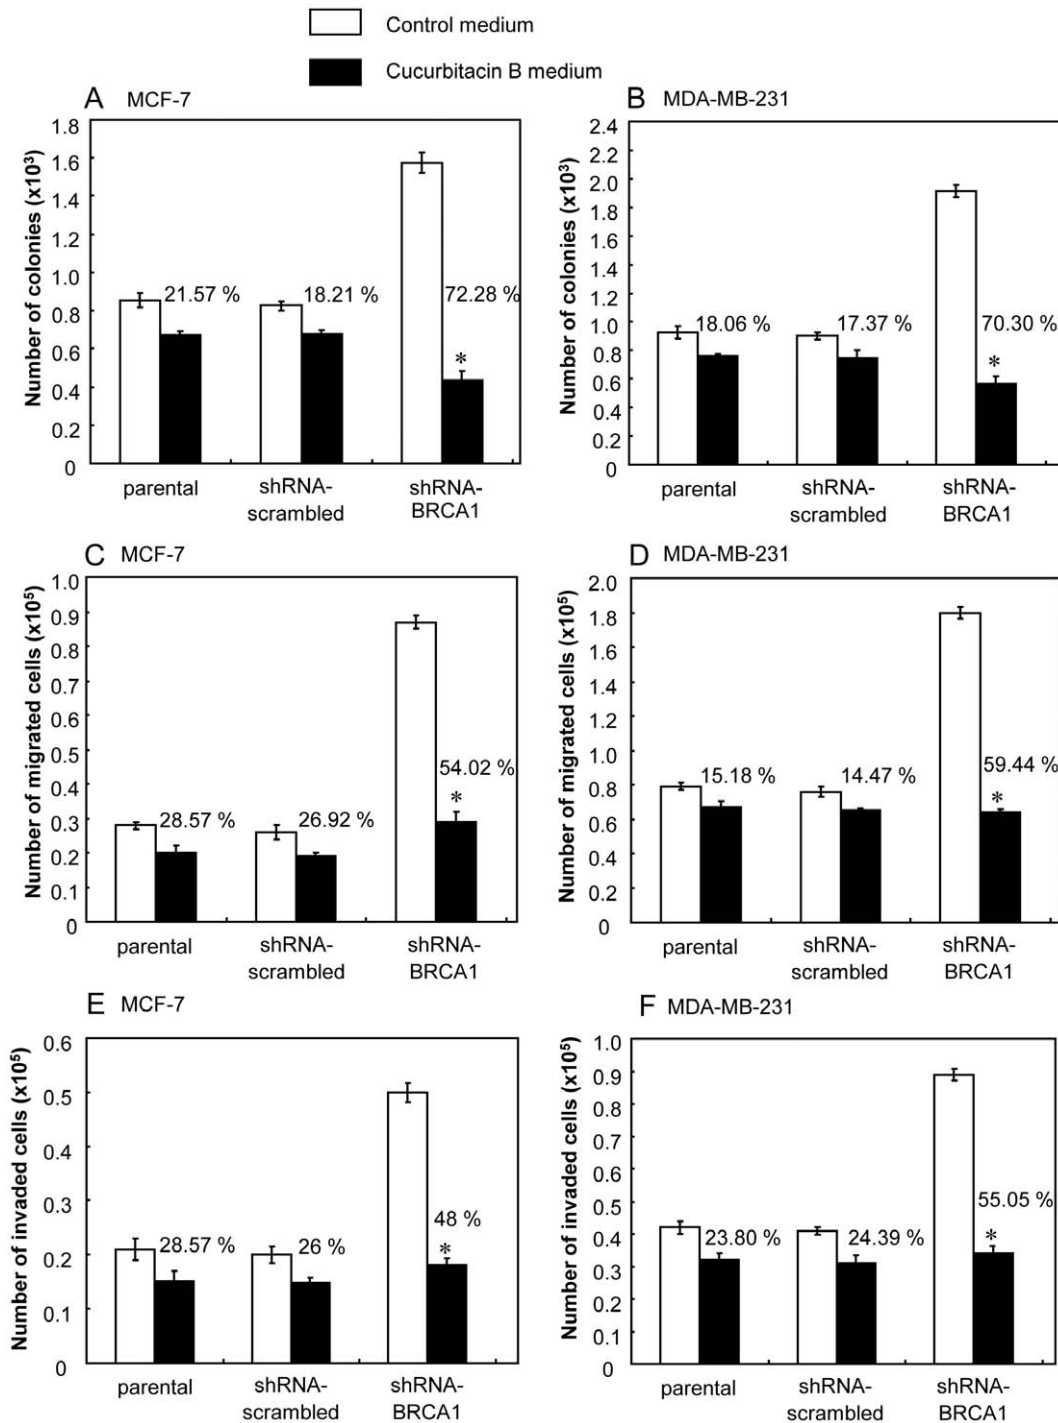 Control medium
Cucurbitacin B medium
A MCF-7
Number of colonies (x10³)
1.8
1.6
1.4
1.2
1.0
0.8
0.6
0.4
0.2
0
21.57 %
18.21 %
72.28 %
*
parental
shRNA-
scrambled
shRNA-
BRCA1
B MDA-MB-231
Number of colonies (x10³)
2.4
2.2
2.0
1.8
1.6
1.4
1.2
1.0
0.8
0.6
0.4
0.2
0
18.06 %
17.37 %
70.30 %
*
parental
shRNA-
scrambled
shRNA-
BRCA1
C MCF-7
Number of migrated cells (x10⁵)
1.0
0.9
0.8
0.7
0.6
0.5
0.4
0.3
0.2
0.1
0
28.57 %
26.92 %
54.02 %
*
parental
shRNA-
scrambled
shRNA-
BRCA1
D MDA-MB-231
Number of migrated cells (x10⁵)
2.0
1.8
1.6
1.4
1.2
1.0
0.8
0.6
0.4
0.2
0
15.18 %
14.47 %
59.44 %
*
parental
shRNA-
scrambled
shRNA-
BRCA1
E MCF-7
Number of invaded cells (x10⁵)
0.6
0.5
0.4
0.3
0.2
0.1
0
28.57 %
26 %
48 %
*
parental
shRNA-
scrambled
shRNA-
BRCA1
F MDA-MB-231
Number of invaded cells (x10⁵)
1.0
0.9
0.8
0.7
0.6
0.5
0.4
0.3
0.2
0.1
0
23.80 %
24.39 %
55.05 %
*
parental
shRNA-
scrambled
shRNA-
BRCA1